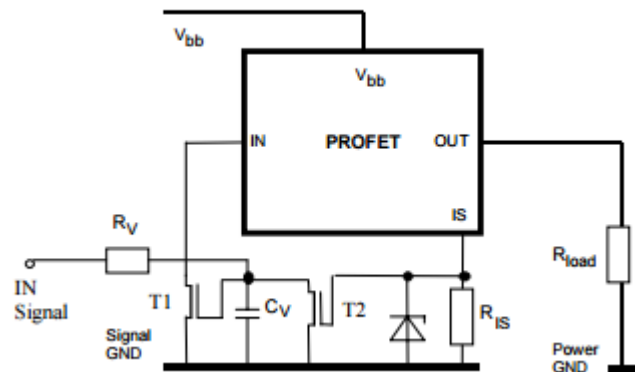 Vbb
Vbb
IN
PROFET
OUT
IS
RV
IN
Signal
T1
CV
T2
RIS
Rload
Signal
GND
Power
GND